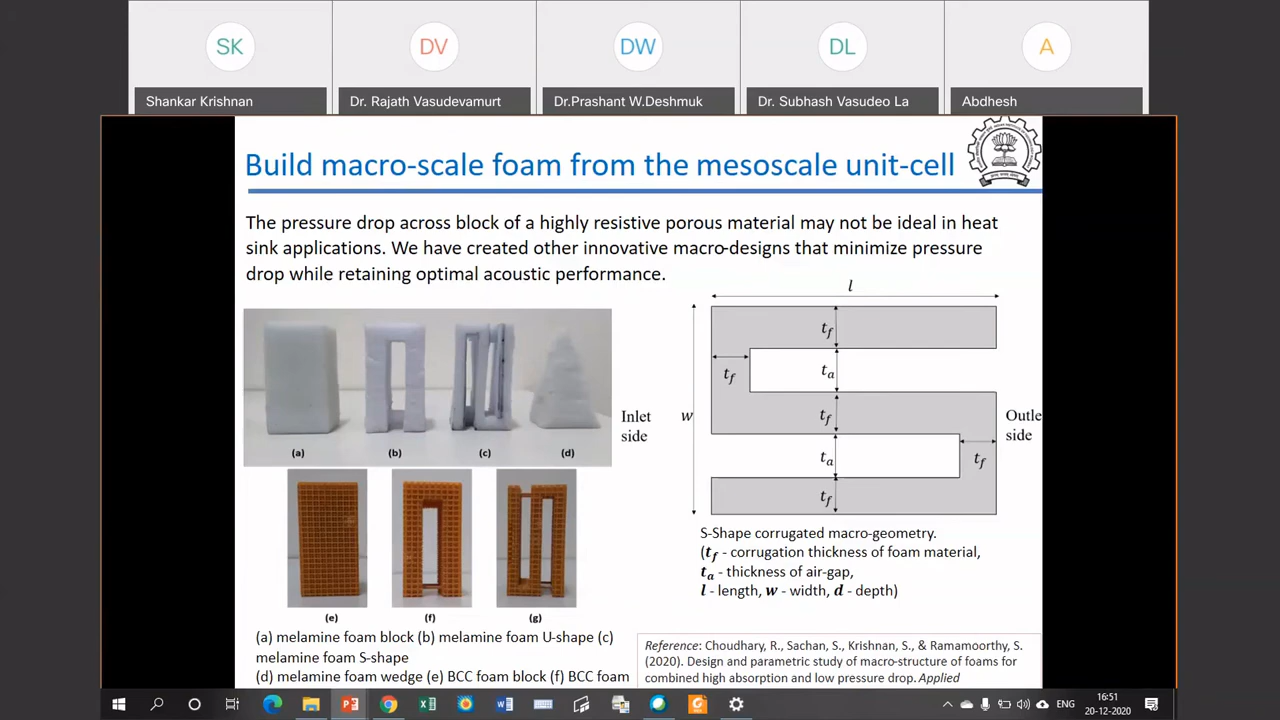 SK
DV
DW
DL
A
Shankar Krishnan
Dr. Rajath Vasudevamurt
Dr.Prashant W.Deshmuk
Dr. Subhash Vasudeo La
Abdhesh
Build macro-scale foam from the mesoscale unit-cell
The pressure drop across block of a highly resistive porous material may not be ideal in heat
sink applications. We have created other innovative macro-designs that minimize pressure
drop while retaining optimal acoustic performance.
(a)
(b)
(c)
(d)
(e)
(f)
(g)
(a) melamine foam block (b) melamine foam U-shape (c)
melamine foam S-shape
(d) melamine foam wedge (e) BCC foam block (f) BCC foam
l
w
Inlet
side
t_f
t_f
t_a
t_f
t_a
t_f
t_f
Outle
side
S-Shape corrugated macro-geometry.
(t_f - corrugation thickness of foam material,
t_a - thickness of air-gap,
l - length, w - width, d - depth)
Reference: Choudhary, R., Sachan, S., Krishnan, S., & Ramamoorthy, S.
(2020). Design and parametric study of macro-structure of foams for
combined high absorption and low pressure drop. Applied
ENG
16:51
20-12-2020